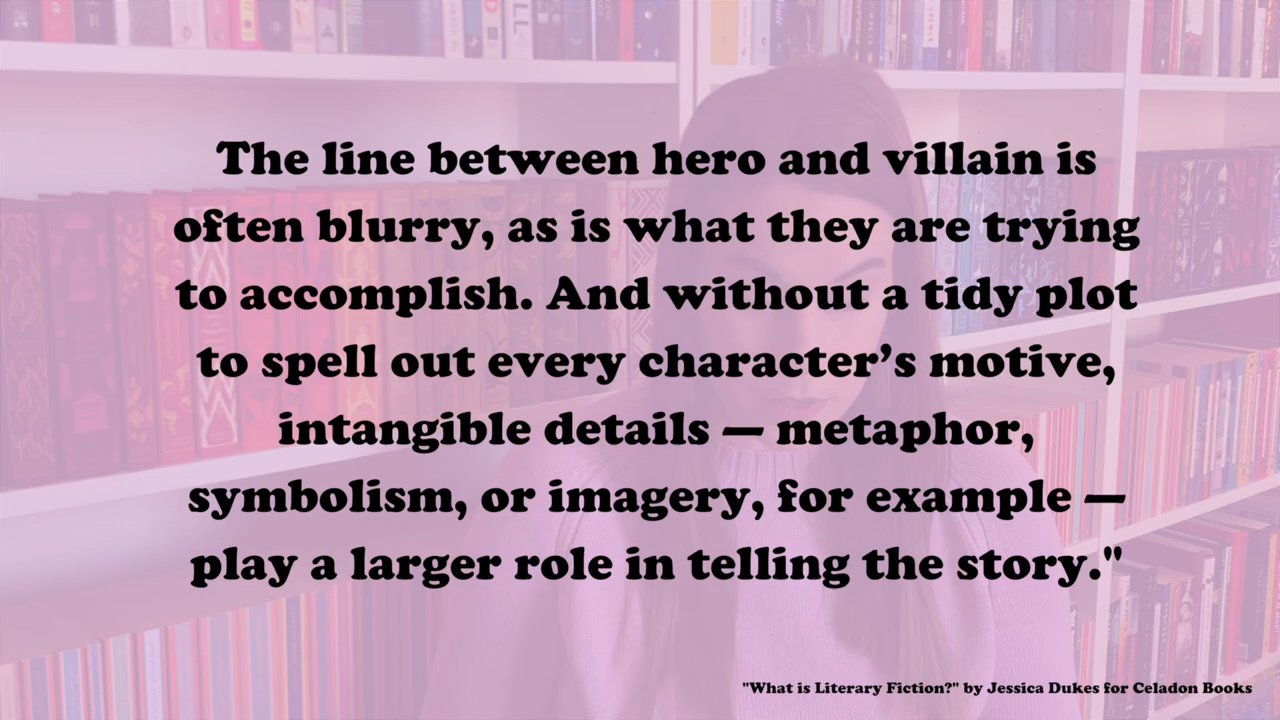 The line between hero and villain is
often blurry, as is what they are trying
to accomplish. And without a tidy plot
to spell out every character’s motive,
intangible details — metaphor,
symbolism, or imagery, for example —
play a larger role in telling the story."
"What is Literary Fiction?" by Jessica Dukes for Celadon Books